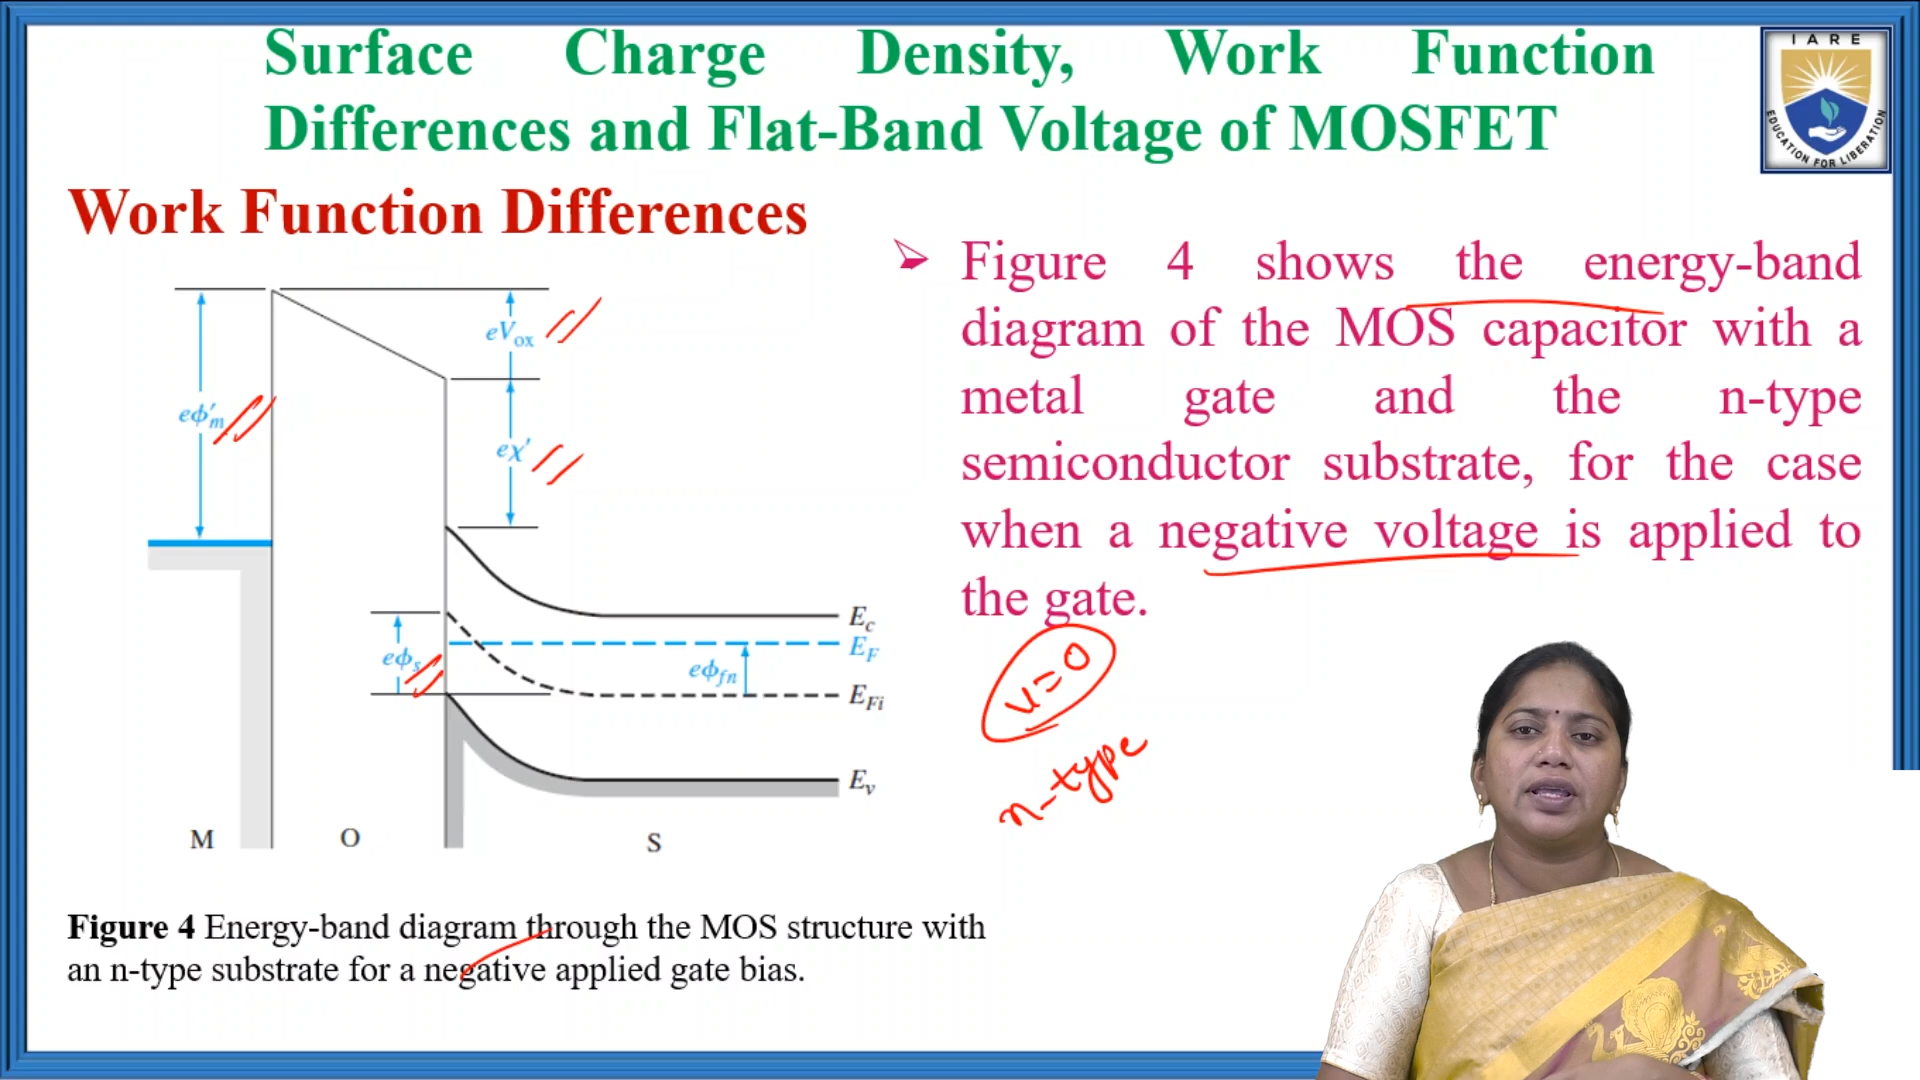 Surface Charge Density, Work Function
Differences and Flat-Band Voltage of MOSFET
IARE
EDUCATION FOR LIBERATION
Work Function Differences
➢ Figure 4 shows the energy-band
diagram of the MOS capacitor with a
metal gate and the n-type
semiconductor substrate, for the case
when a negative voltage is applied to
the gate.
v=0
n-type
eV_ox
eϕ′_m
eχ′
eϕ_s
eϕ_fn
E_c
E_F
E_Fi
E_v
M O S
Figure 4 Energy-band diagram through the MOS structure with
an n-type substrate for a negative applied gate bias.